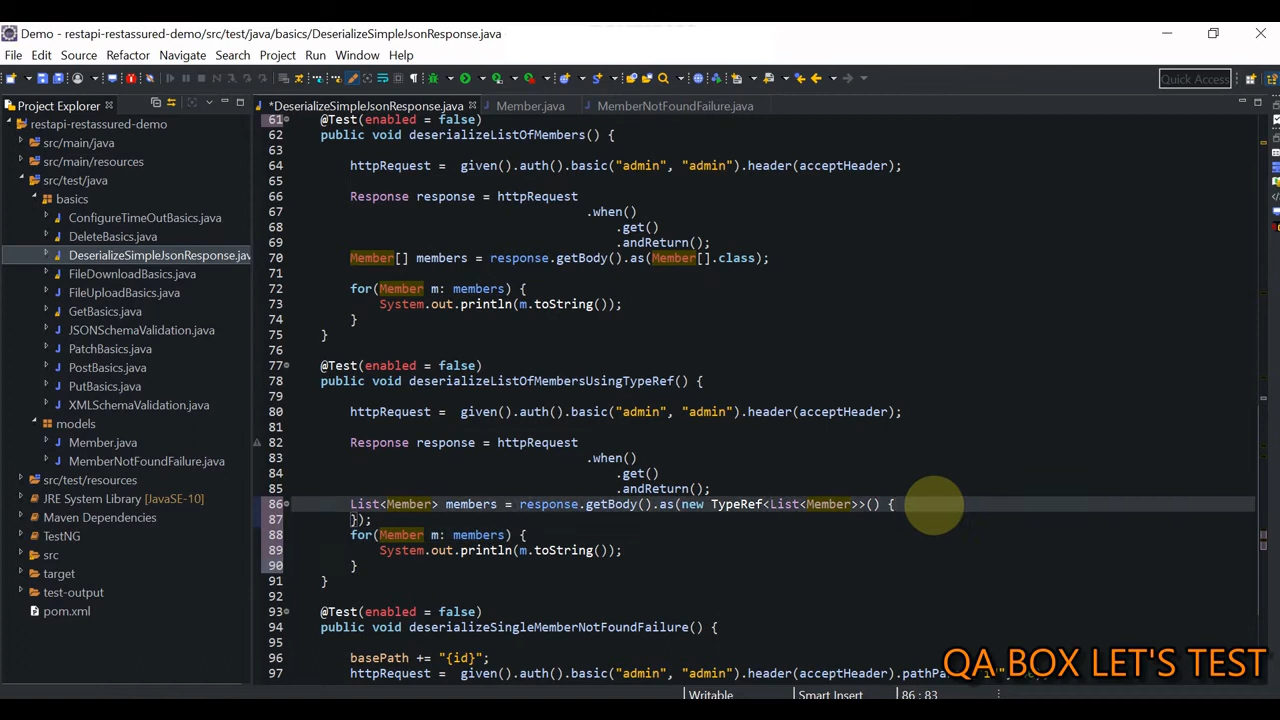 Demo - restapi-restassured-demo/src/test/java/basics/DeserializeSimpleJsonResponse.java
File Edit Source Refactor Navigate Search Project Explorer Run Window Help
Quick Access
Project Explorer
*DeserializeSimpleJsonResponse.java Member.java MemberNotFoundFailure.java
restapi-restassured-demo
src/main/java
src/main/resources
src/test/java
basics
ConfigureTimeOutBasics.java
DeleteBasics.java
DeserializeSimpleJsonResponse.jav
FileDownloadBasics.java
FileUploadBasics.java
GetBasics.java
JSONSchemaValidation.java
PatchBasics.java
PostBasics.java
PutBasics.java
XMLSchemaValidation.java
models
Member.java
MemberNotFoundFailure.java
src/test/resources
JRE System Library [JavaSE-10]
Maven Dependencies
TestNG
src
target
test-output
pom.xml
61 @Test(enabled = false)
62 public void deserializeListOfMembers() {
63
64 httpRequest = given().auth().basic("admin", "admin").header(acceptHeader);
65
66 Response response = httpRequest
67 .when()
68 .get()
69 .andReturn();
70 Member[] members = response.getBody().as(Member[].class);
71
72 for(Member m: members) {
73 System.out.println(m.toString());
74 }
75 }
76
77 @Test(enabled = false)
78 public void deserializeListOfMembersUsingTypeRef() {
79
80 httpRequest = given().auth().basic("admin", "admin").header(acceptHeader);
81
82 Response response = httpRequest
83 .when()
84 .get()
85 .andReturn();
86 List<Member> members = response.getBody().as(new TypeRef<List<Member>>() {
87 });
88 for(Member m: members) {
89 System.out.println(m.toString());
90 }
91 }
92
93 @Test(enabled = false)
94 public void deserializeSingleMemberNotFoundFailure() {
95
96 basePath += "{id}";
97 httpRequest = given().auth().basic("admin", "admin").header(acceptHeader)
QA BOX LET'S TEST
Writable Smart Insert 86 : 83